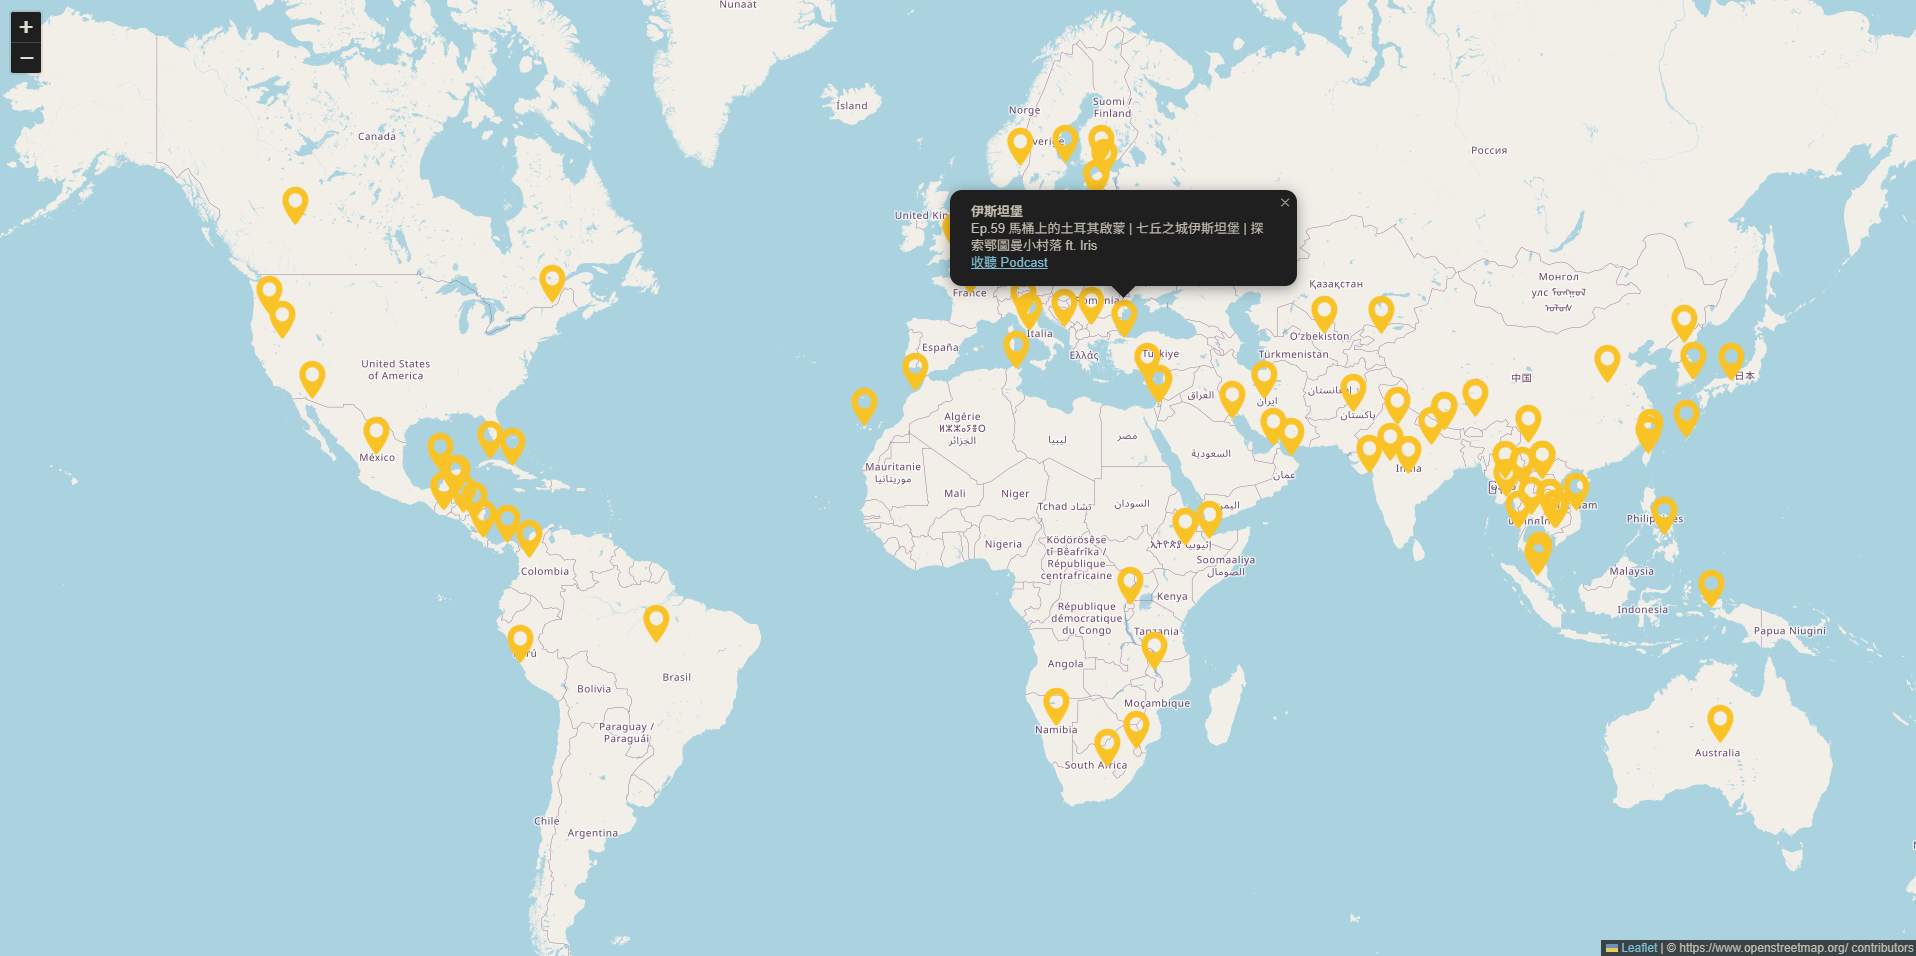 +
−
Nunaat
Ísland
Canada
Norge
Suomi /
Finland
Россия
伊斯坦堡
Ep.59 馬桶上的土耳其啟蒙 | 七丘之城伊斯坦堡 | 探
索鄂圖曼小村落 ft. Iris
收聽 Podcast
×
France
România
Қазақстан
Монгол
улс
Italia
España
Ελλάς
Türkiye
O'zbekiston
Türkmenistan
United States
of America
中国
日本
افغانستان
ایران
العراق
پاکستان
Algérie
ⵍⵣⵣⴰⵢⴻⵔ
الجزائر
ليبيا
مصر
السعودية
عمان
México
India
Mauritanie
موريتانيا
Mali
Niger
Tchad تشاد
السودان
اليمن
Philippines
Nigeria
Ködörösêse
tî Bêafrîka /
République
centrafricaine
Soomaaliya
الصومال
Colombia
Malaysia
Kenya
Indonesia
République
démocratique
du Congo
Tanzania
Papua Niugini
Angola
Brasil
Bolivia
Moçambique
Namibia
Paraguay /
Paraguái
South Africa
Australia
Chile
Argentina
Leaflet | © https://www.openstreetmap.org/ contributors